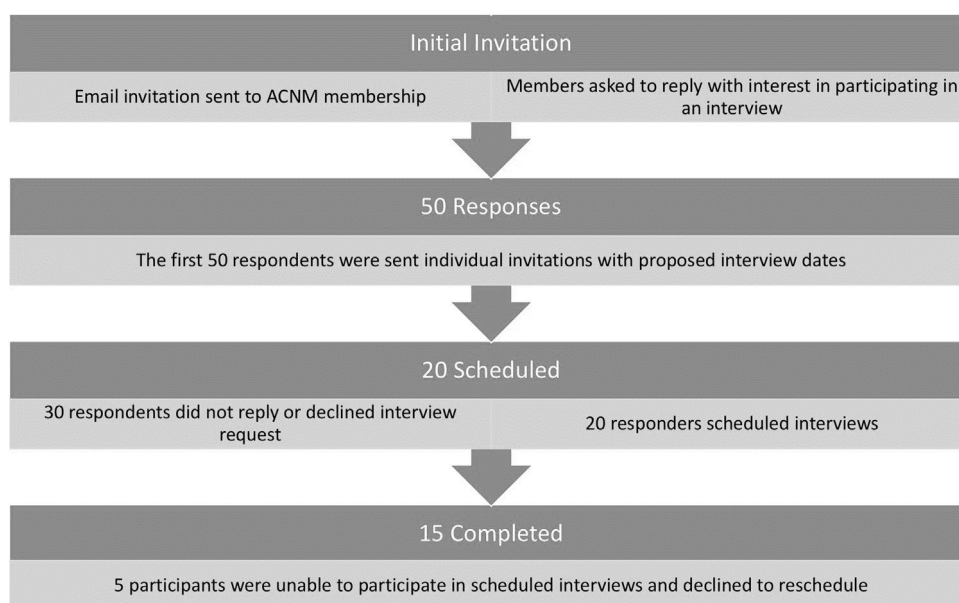 Initial Invitation
Email invitation sent to ACNM membership
Members asked to reply with interest in participating in
an interview
50 Responses
The first 50 respondents were sent individual invitations with proposed interview dates
20 Scheduled
30 respondents did not reply or declined interview
request
20 responders scheduled interviews
15 Completed
5 participants were unable to participate in scheduled interviews and declined to reschedule